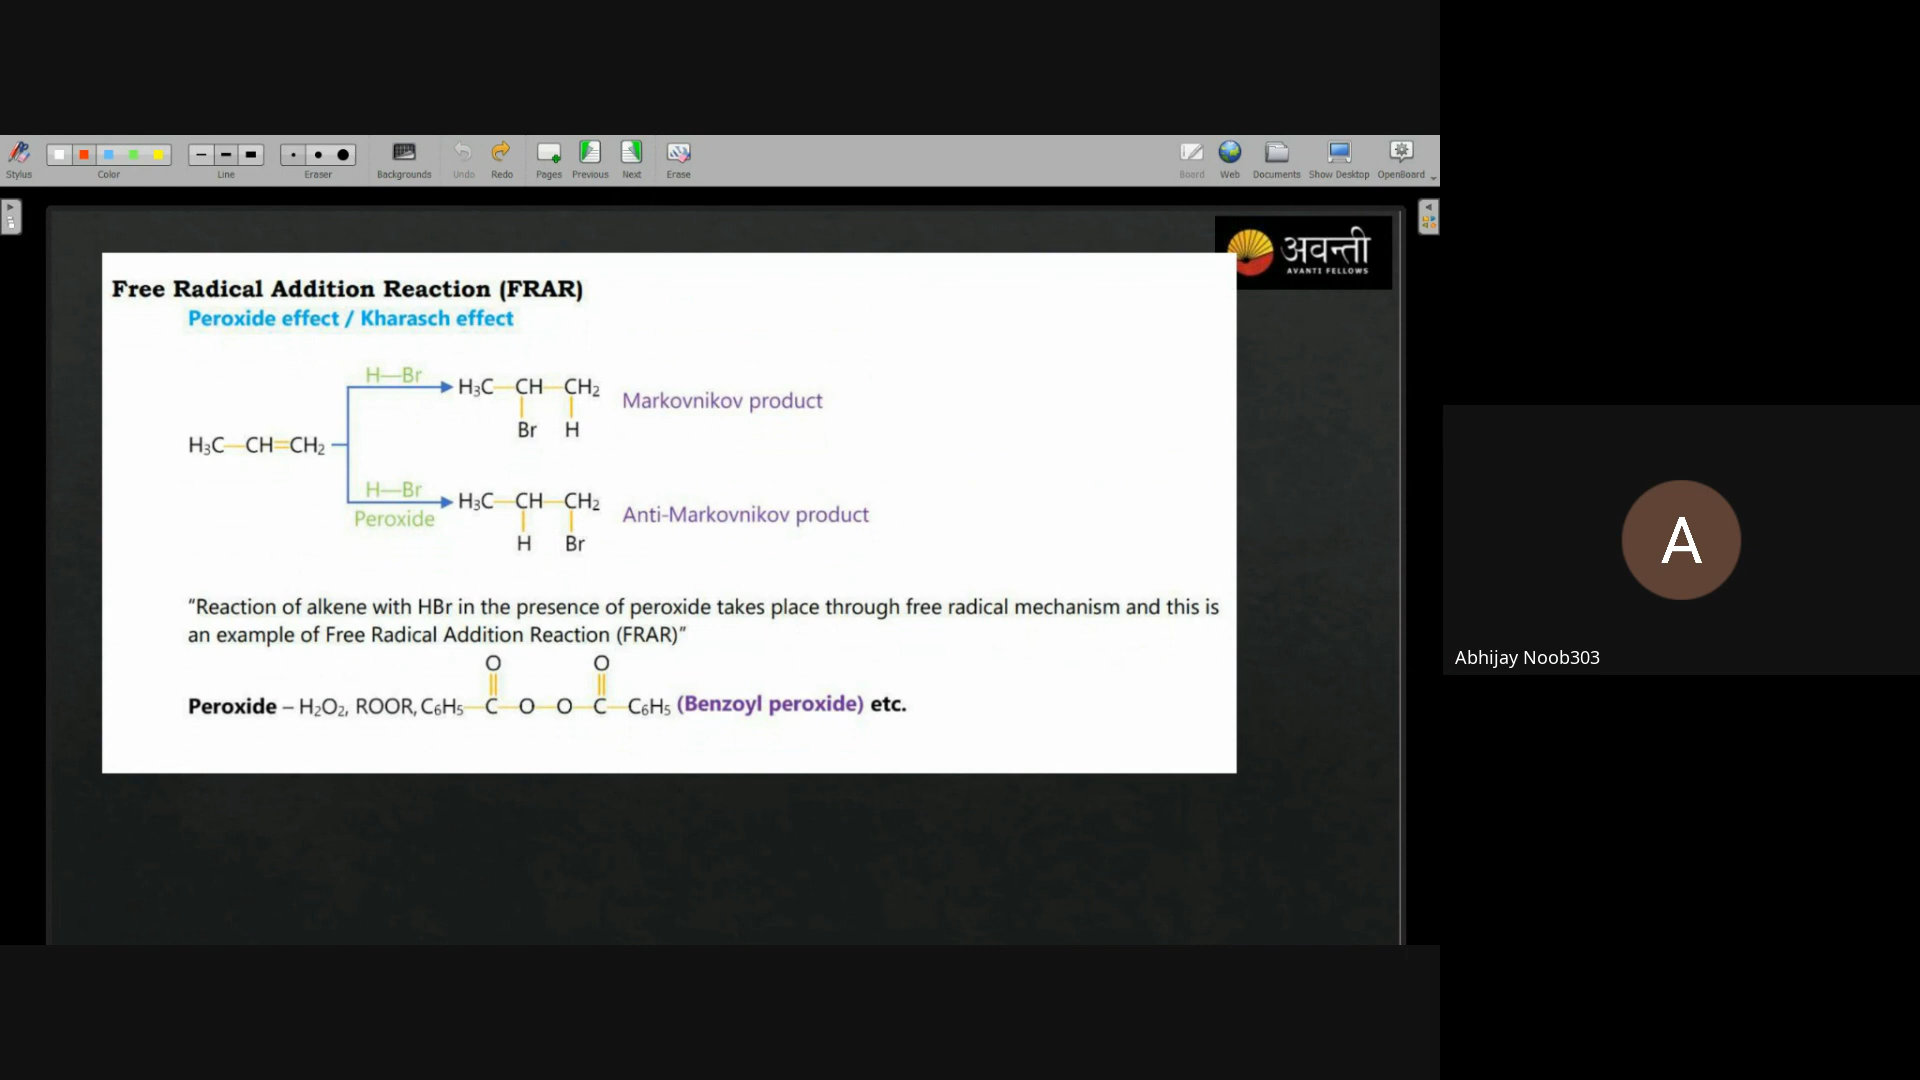 Stylus Color Line Eraser Backgrounds Undo Redo Pages Previous Next Erase Board Web Documents Show Desktop OpenBoard
अवन्ती
AVANTI FELLOWS
Free Radical Addition Reaction (FRAR)
Peroxide effect / Kharasch effect
H—Br
H₃C—CH—CH₂
Markovnikov product
Br H
H₃C—CH=CH₂
H—Br
H₃C—CH—CH₂
Peroxide
Anti-Markovnikov product
H Br
“Reaction of alkene with HBr in the presence of peroxide takes place through free radical mechanism and this is
an example of Free Radical Addition Reaction (FRAR)”
O O
Peroxide – H₂O₂, ROOR, C₆H₅—C—O—O—C—C₆H₅ (Benzoyl peroxide) etc.
A
Abhijay Noob303